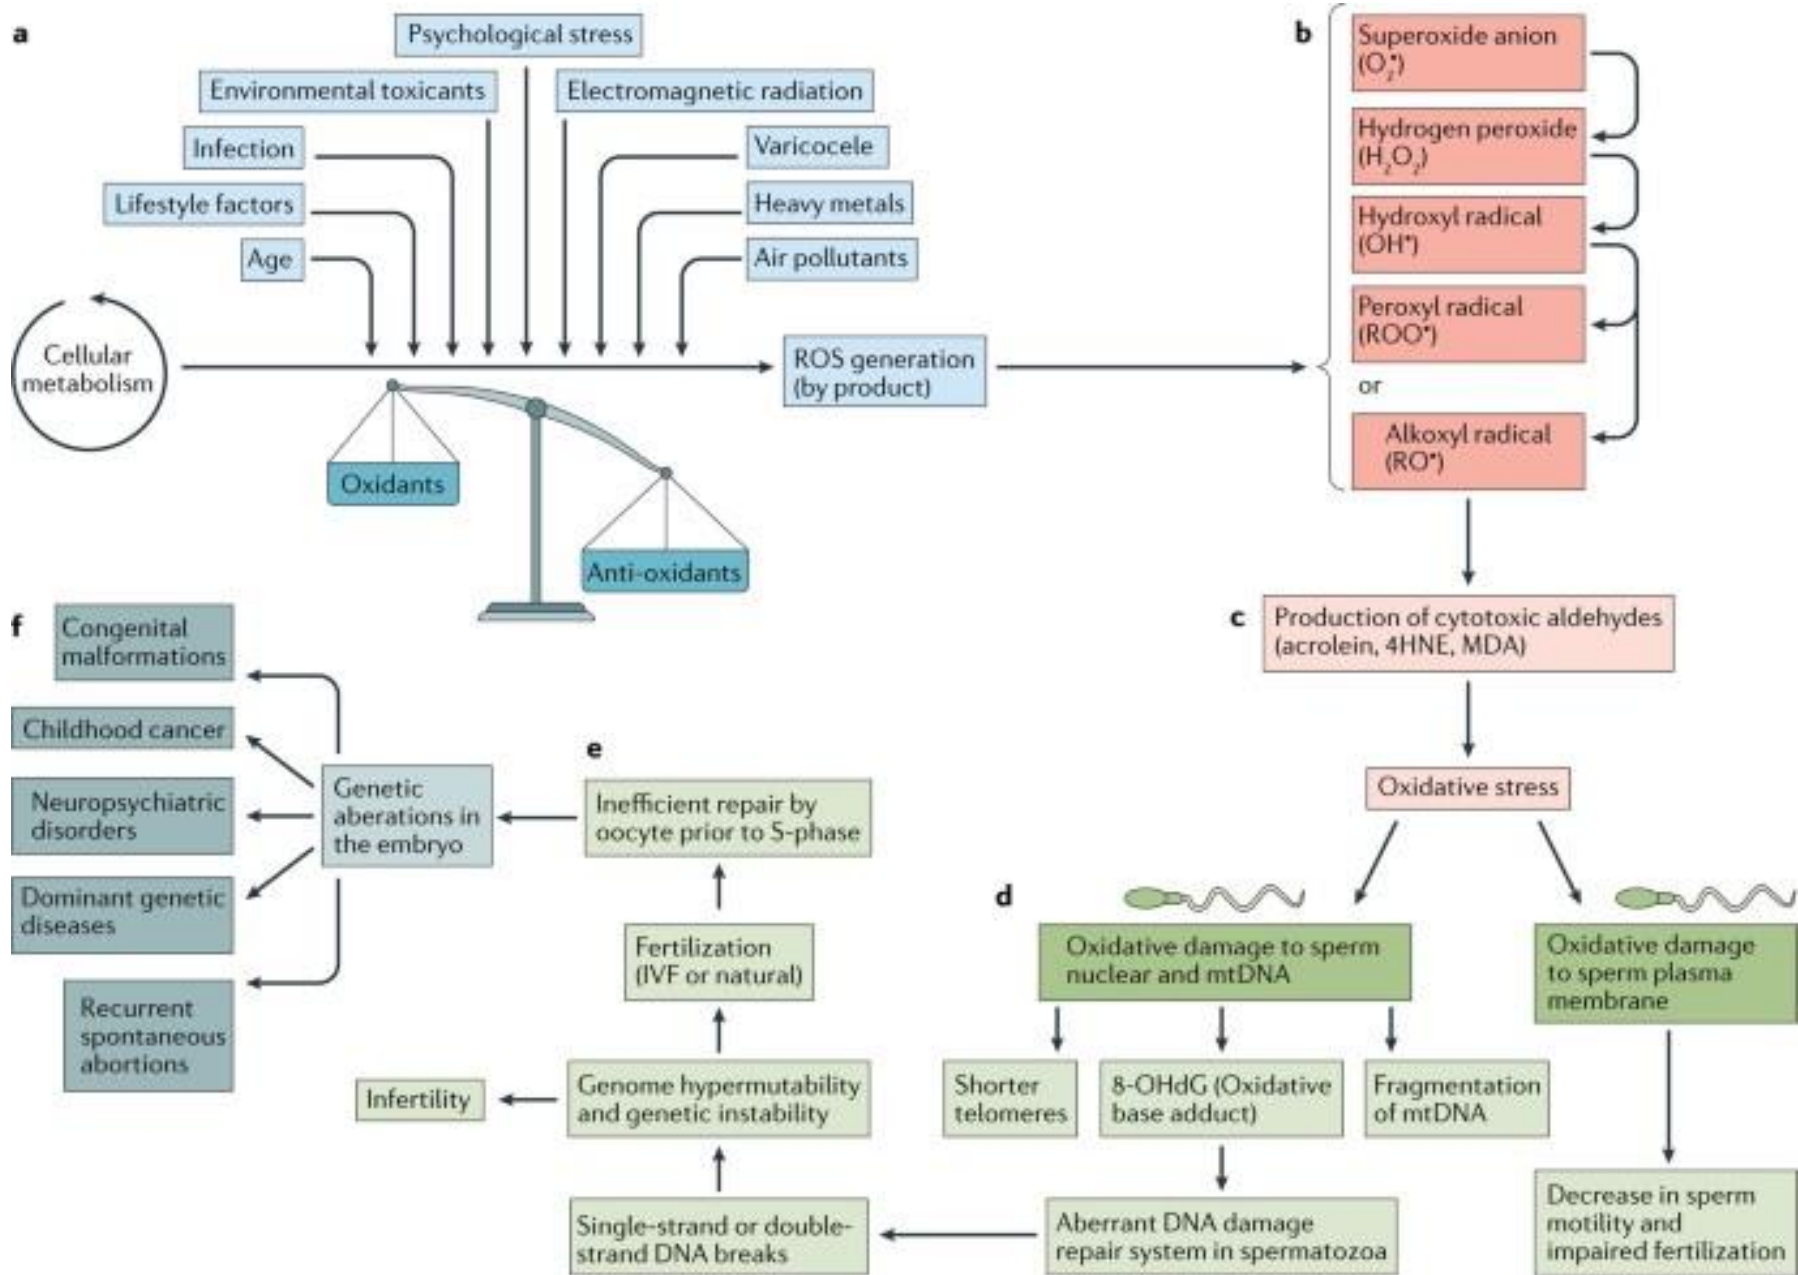 a
Psychological stress
Environmental toxicants
Electromagnetic radiation
Infection
Varicocele
Lifestyle factors
Heavy metals
Age
Air pollutants
Cellular
metabolism
ROS generation
(by product)
Oxidants
Anti-oxidants
b
Superoxide anion
(O₂•)
Hydrogen peroxide
(H₂O₂)
Hydroxyl radical
(OH•)
Peroxyl radical
(ROO•)
or
Alkoxyl radical
(RO•)
c
Production of cytotoxic aldehydes
(acrolein, 4HNE, MDA)
Oxidative stress
d
Oxidative damage to sperm
nuclear and mtDNA
Oxidative damage
to sperm plasma
membrane
Shorter
telomeres
8-OHdG (Oxidative
base adduct)
Fragmentation
of mtDNA
Aberrant DNA damage
repair system in spermatozoa
Decrease in sperm
motility and
impaired fertilization
e
Inefficient repair by
oocyte prior to S-phase
Fertilization
(IVF or natural)
Genome hypermutability
and genetic instability
Infertility
Single-strand or double-
strand DNA breaks
f
Congenital
malformations
Childhood cancer
Neuropsychiatric
disorders
Dominant genetic
diseases
Recurrent
spontaneous
abortions
Genetic
aberations in
the embryo